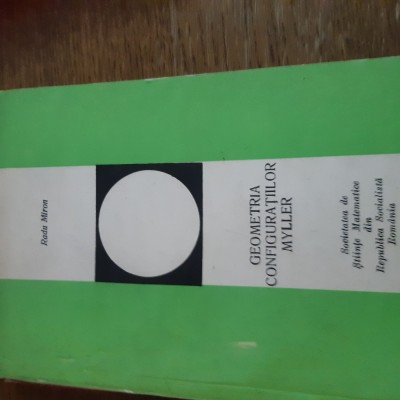 Radu Miron
GEOMETRIA
CONFIGURAȚIILOR
MYLLER
Societatea de
Științe Matematice
din
Republica Socialistă
România